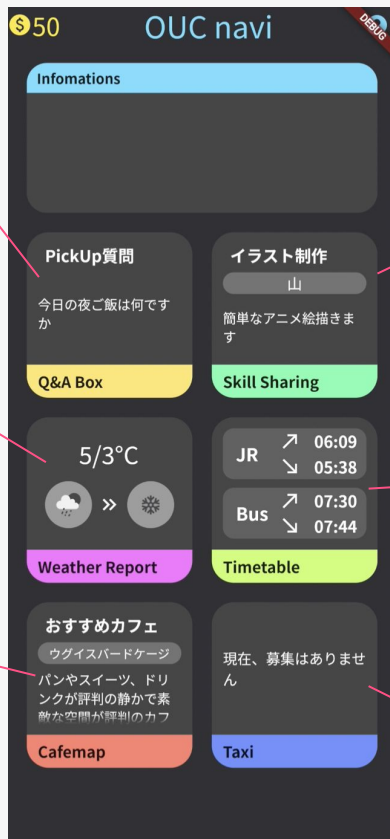 $50
OUC navi
DEBUG
Infomations
PickUp質問
今日の夜ご飯は何です
か
Q&A Box
イラスト制作
山
簡単なアニメ絵描きま
す
Skill Sharing
5/3°C
»
Weather Report
JR ↗ 06:09
↘ 05:38
Bus ↗ 07:30
↘ 07:44
Timetable
おすすめカフェ
ウグイスバードケージ
パンやスイーツ、ドリ
ンクが評判の静かで素
敵な空間が評判のカフ
Cafemap
現在、募集はありませ
ん
Taxi